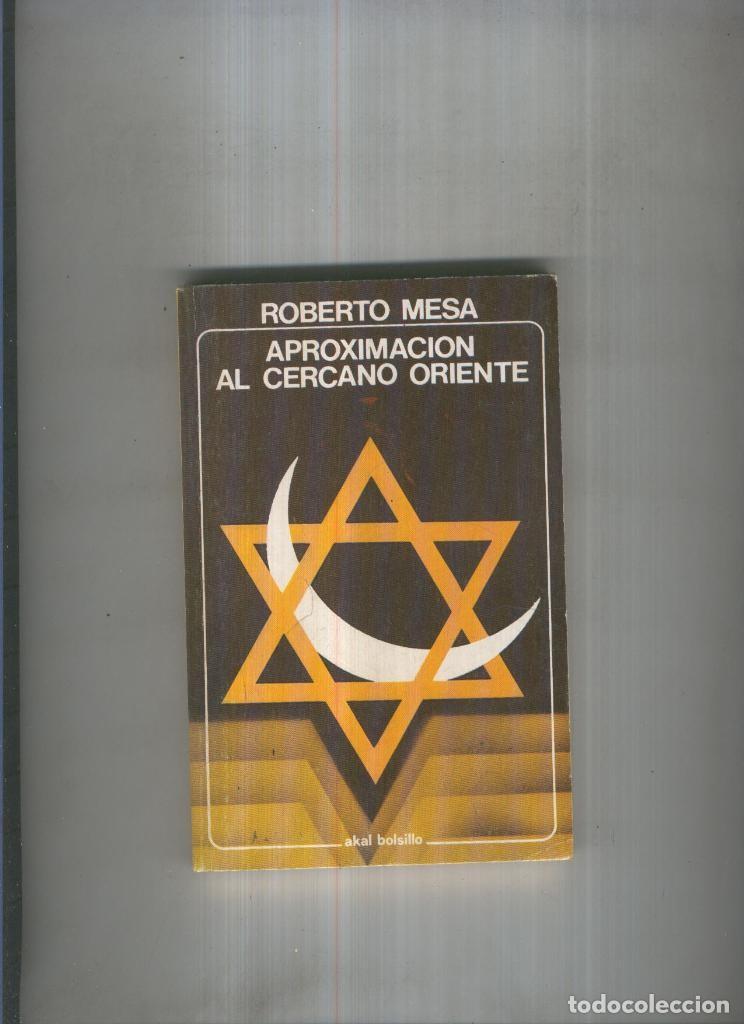 ROBERTO MESA
APROXIMACION
AL CERCANO ORIENTE
akal bolsillo
todocoleccion